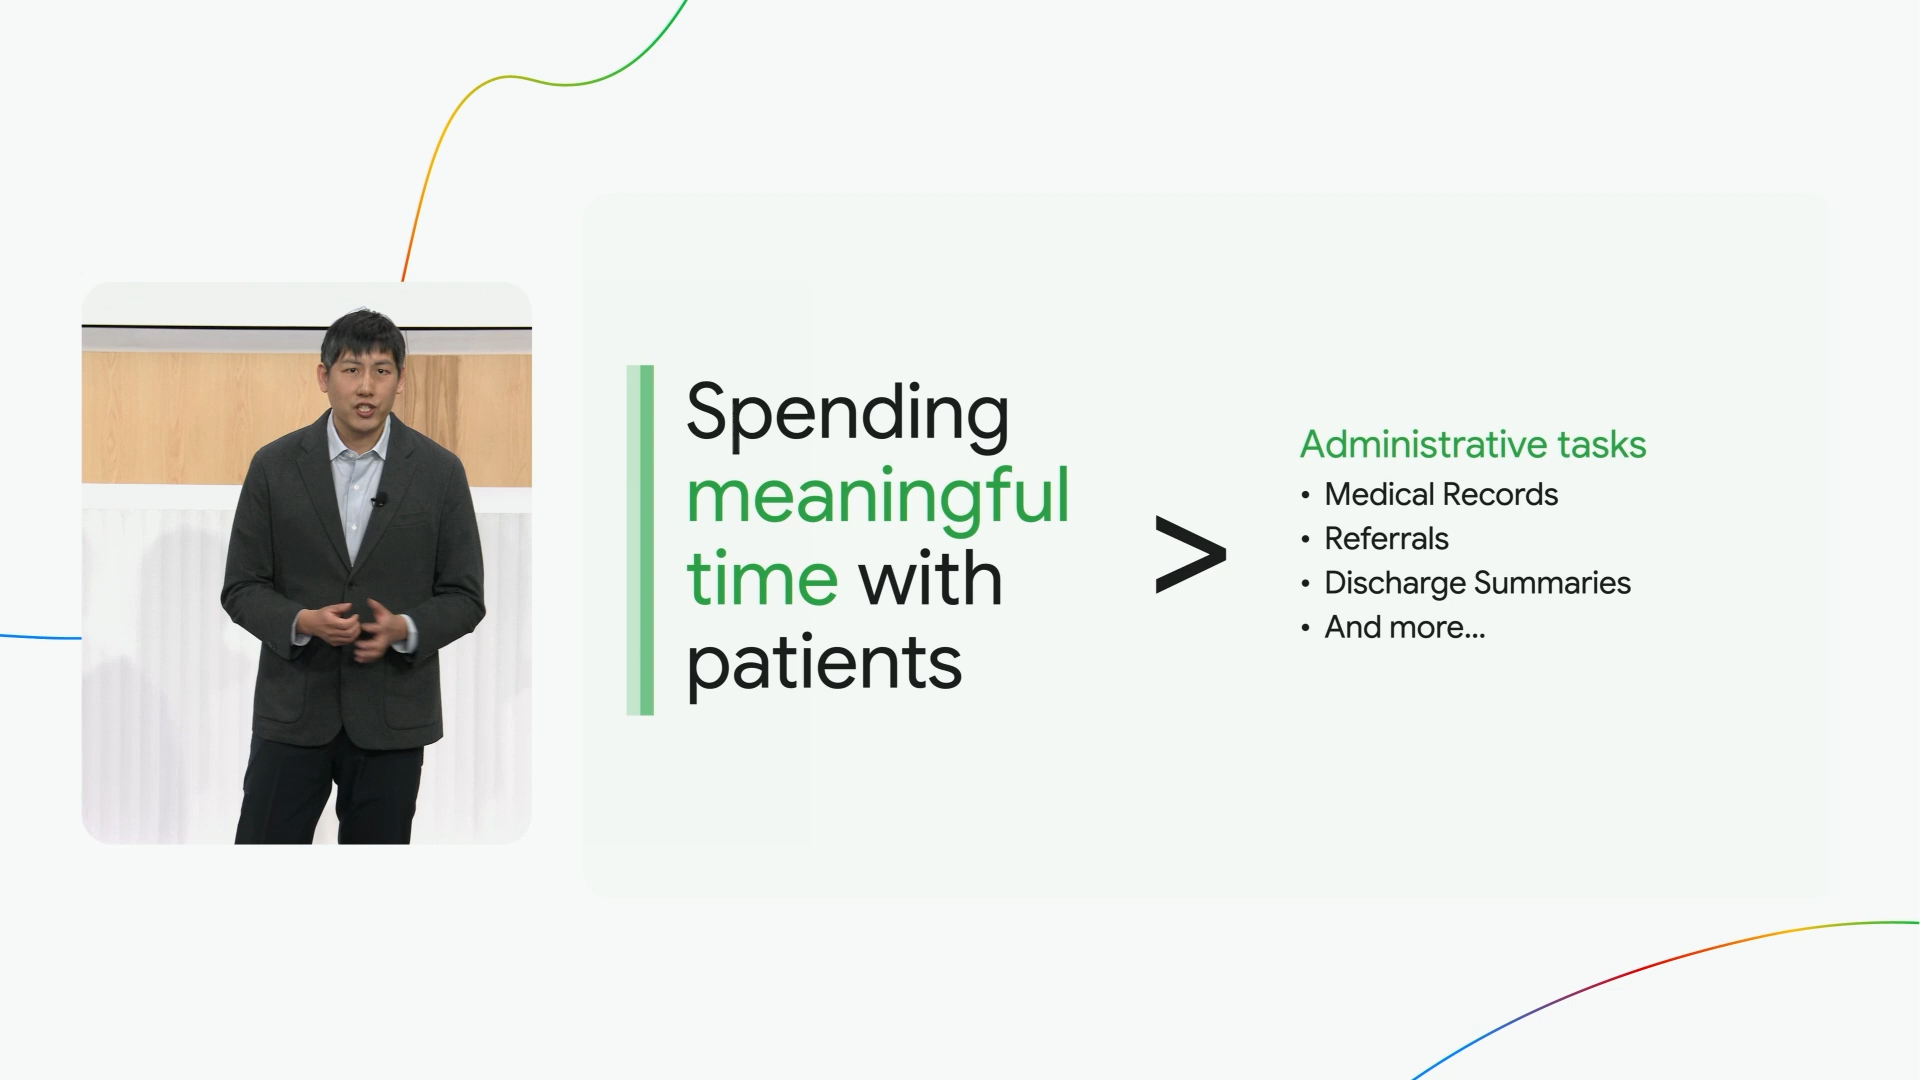 Spending
meaningful
time with
patients
>
Administrative tasks
• Medical Records
• Referrals
• Discharge Summaries
• And more...